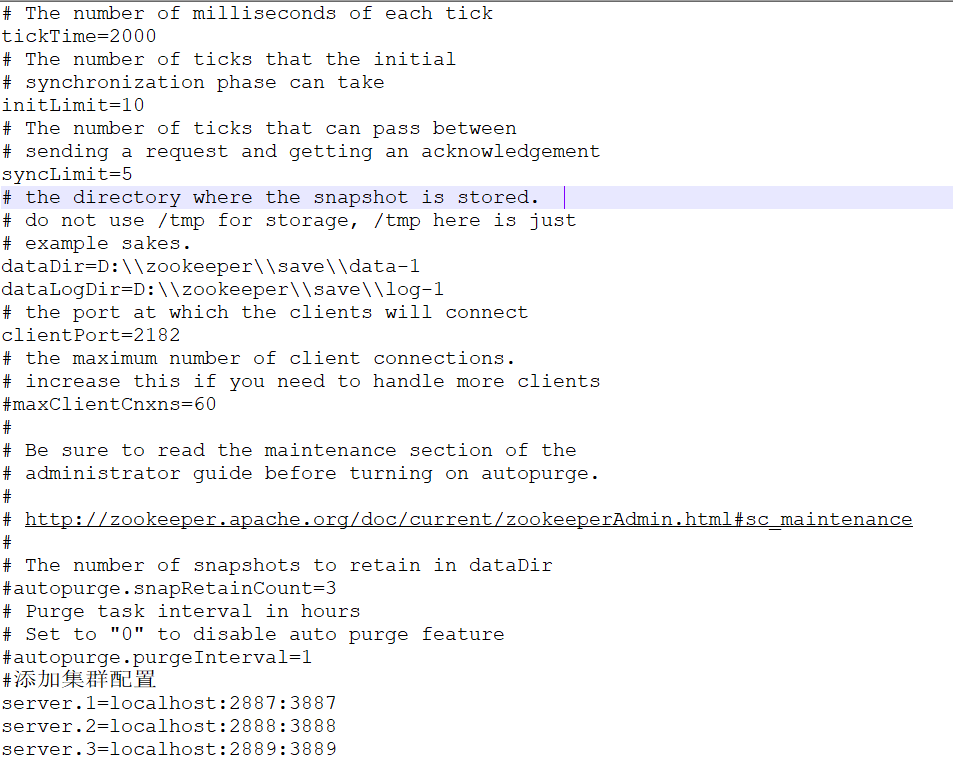 # The number of milliseconds of each tick
tickTime=2000
# The number of ticks that the initial
# synchronization phase can take
initLimit=10
# The number of ticks that can pass between
# sending a request and getting an acknowledgement
syncLimit=5
# the directory where the snapshot is stored.
# do not use /tmp for storage, /tmp here is just
# example sakes.
dataDir=D:\\zookeeper\\save\\data-1
dataLogDir=D:\\zookeeper\\save\\log-1
# the port at which the clients will connect
clientPort=2182
# the maximum number of client connections.
# increase this if you need to handle more clients
#maxClientCnxns=60
#
# Be sure to read the maintenance section of the
# administrator guide before turning on autopurge.
#
# http://zookeeper.apache.org/doc/current/zookeeperAdmin.html#sc_maintenance
#
# The number of snapshots to retain in dataDir
#autopurge.snapRetainCount=3
# Purge task interval in hours
# Set to "0" to disable auto purge feature
#autopurge.purgeInterval=1
#添加集群配置
server.1=localhost:2887:3887
server.2=localhost:2888:3888
server.3=localhost:2889:3889